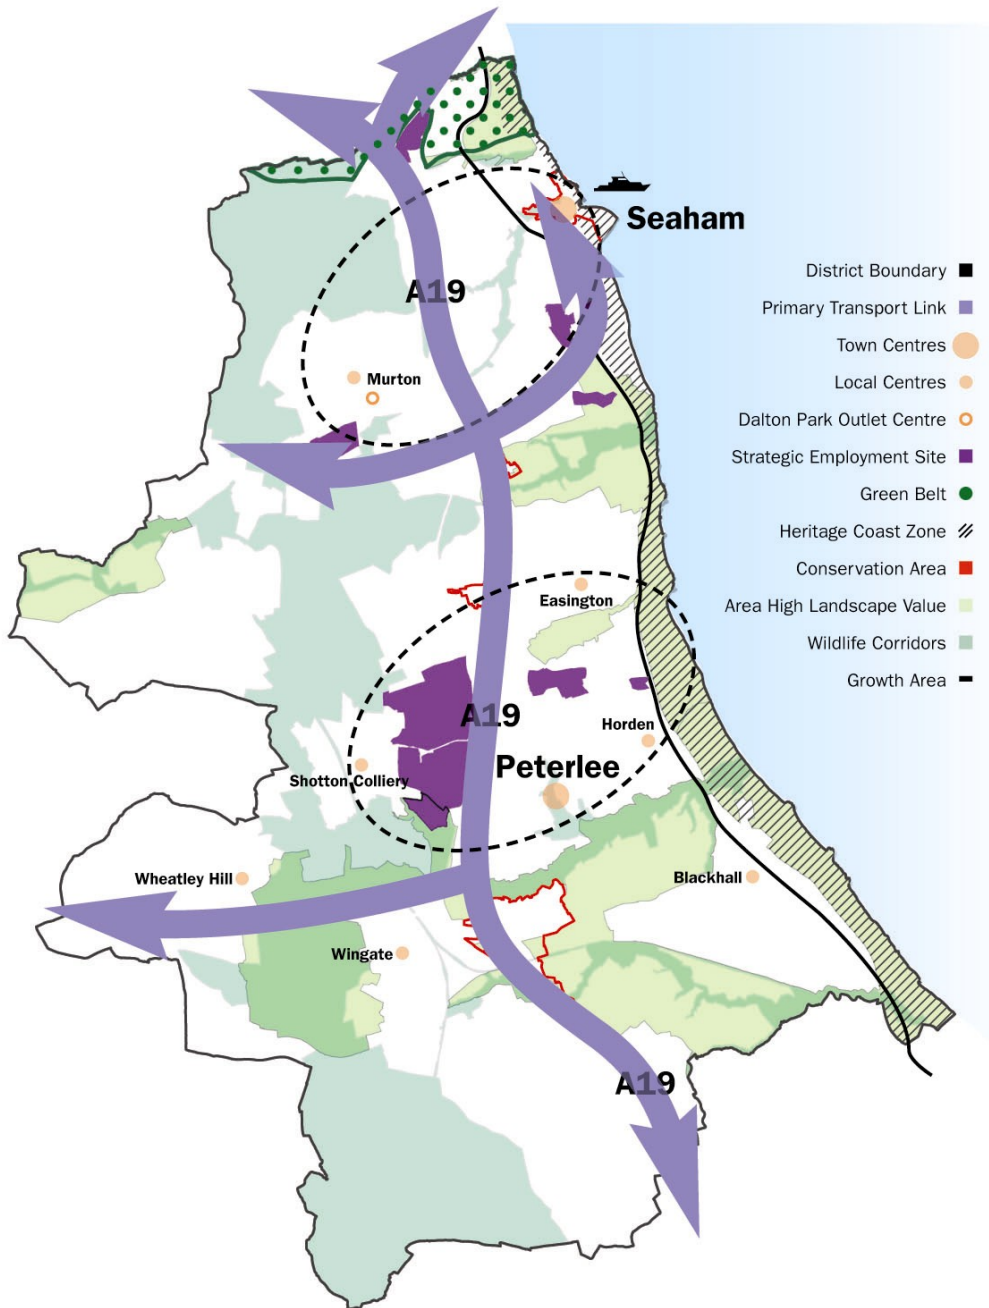 Seaham
A19
District Boundary
Primary Transport Link
Town Centres
Local Centres
Dalton Park Outlet Centre
Strategic Employment Site
Green Belt
Heritage Coast Zone
Conservation Area
Area High Landscape Value
Wildlife Corridors
Growth Area
Murton
Easington
A19
Horden
Peterlee
Shotton Colliery
Wheatley Hill
Blackhall
Wingate
A19